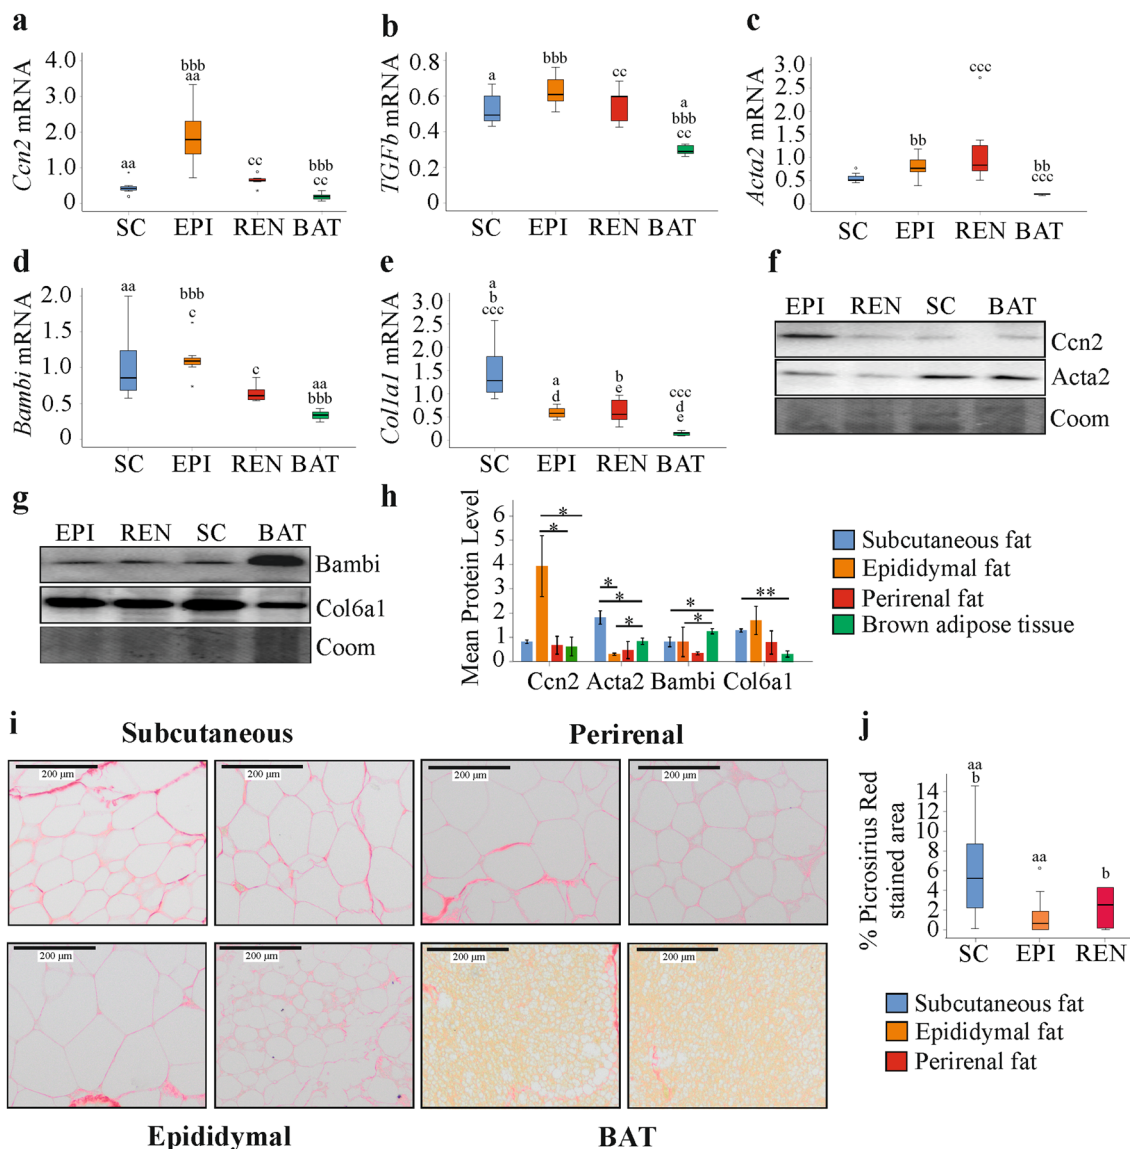 a
Ccn2 mRNA
4.0
3.0
2.0
1.0
0
aa
bbb
aa
cc
bbb
cc
SC EPI REN BAT
b
TGFb mRNA
0.8
0.6
0.4
0.2
0
a
bbb
cc
a
bbb
cc
SC EPI REN BAT
c
Acta2 mRNA
3.0
2.5
2.0
1.5
1.0
0.5
0
bb
ccc
bb
ccc
SC EPI REN BAT
d
Bambi mRNA
2.0
1.5
1.0
0.5
0
aa
bbb
c
c
aa
bbb
SC EPI REN BAT
e
Col1a1 mRNA
3.0
2.5
2.0
1.5
1.0
0.5
0
a
b
ccc
a
d
b
e
ccc
d
e
SC EPI REN BAT
f
EPI REN SC BAT
Ccn2
Acta2
Coom
g
EPI REN SC BAT
Bambi
Col6a1
Coom
h
Mean Protein Level
6
5
4
3
2
1
0
*
*
*
*
*
*
*
**
Ccn2 Acta2 Bambi Col6a1
Subcutaneous fat
Epididymal fat
Perirenal fat
Brown adipose tissue
i
Subcutaneous
Perirenal
200 µm
200 µm
200 µm
200 µm
200 µm
200 µm
200 µm
200 µm
Epididymal
BAT
j
% Picrosirius Red
stained area
14
12
10
8
6
4
2
0
aa
b
aa
b
SC EPI REN
Subcutaneous fat
Epididymal fat
Perirenal fat